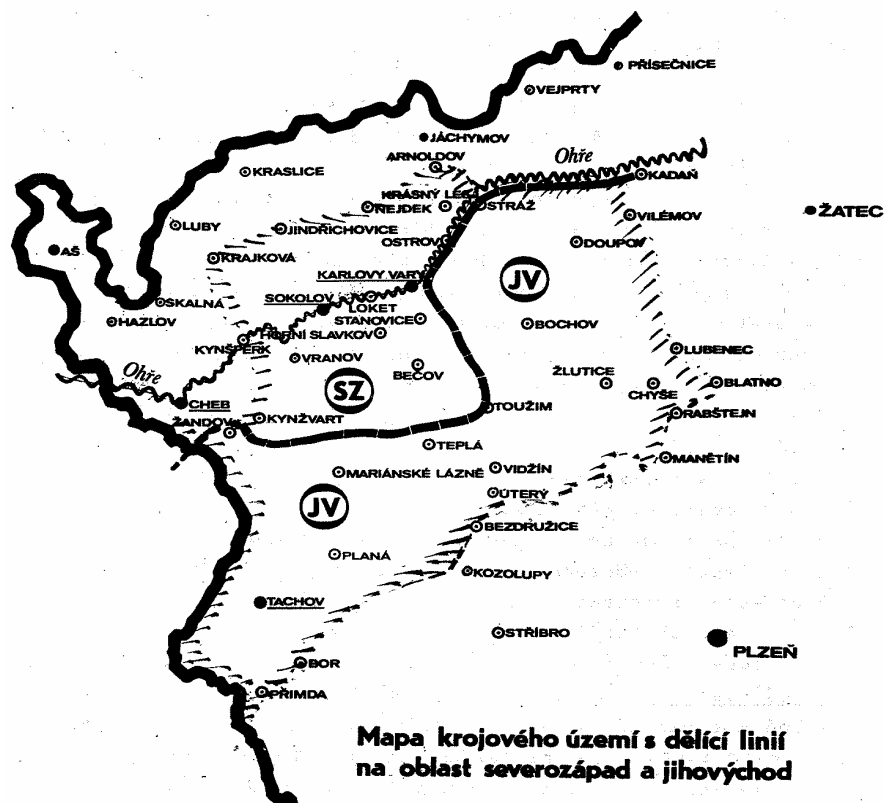 PŘÍSEČNICE
VEJPRTY
JÁCHYMOV
ARNOLDOV
Ohře
KRASLICE
KADAŇ
KRÁSNÝ LES
NEJDEK
STRÁŽ
ŽATEC
VILÉMOV
LUBY
JINDŘICHOVICE
OSTROV
DOUPOV
AŠ
KRAJKOVÁ
KARLOVY VARY
JV
SKALNÁ
SOKOLOV
LOKET
HAZLOV
STANOVICE
BOCHOV
HORNÍ SLAVKOV
KYNŠPERK
VRANOV
LUBENEC
Ohře
BEČOV
ŽLUTICE
BLATNO
SZ
CHYŠE
CHEB
TOUŽIM
RABŠTEJN
ŽANDOV
KYNŽVART
TEPLÁ
MANĚTÍN
MARIÁNSKÉ LÁZNĚ
VIDŽÍN
ÚTERÝ
JV
BEZDRUŽICE
PLANÁ
KOZOLUPY
TACHOV
STŘÍBRO
PLZEŇ
BOR
PŘIMDA
Mapa krojového území s dělící linií
na oblast severozápad a jihovýchod